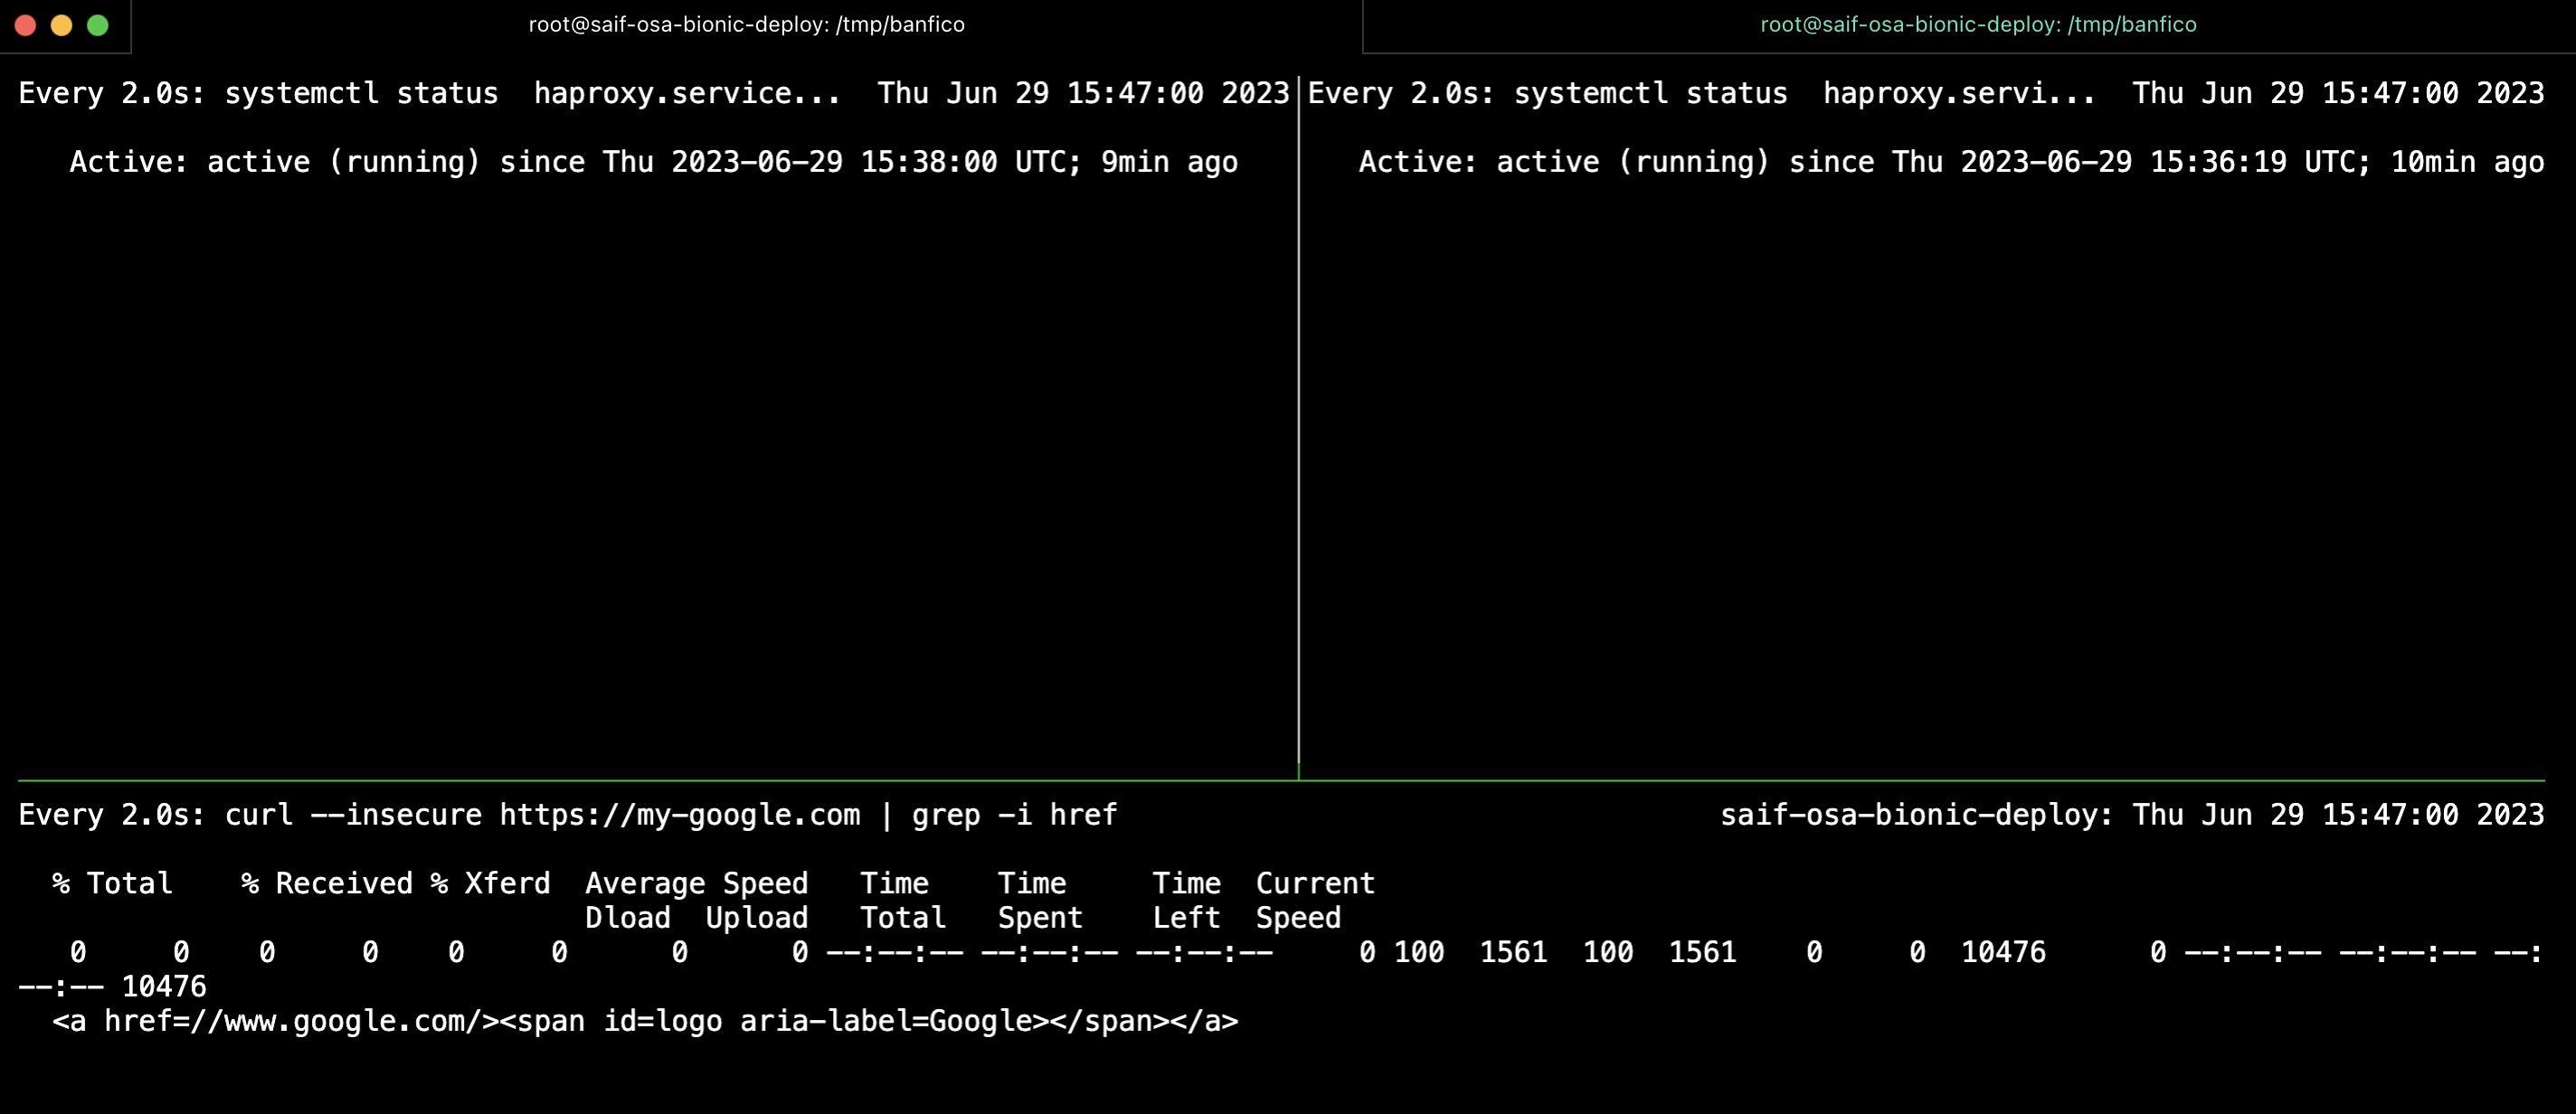 root@saif-osa-bionic-deploy: /tmp/banfico
root@saif-osa-bionic-deploy: /tmp/banfico
Every 2.0s: systemctl status  haproxy.service...  Thu Jun 29 15:47:00 2023
Active: active (running) since Thu 2023-06-29 15:38:00 UTC; 9min ago
Every 2.0s: systemctl status  haproxy.servi...  Thu Jun 29 15:47:00 2023
Active: active (running) since Thu 2023-06-29 15:36:19 UTC; 10min ago
Every 2.0s: curl --insecure https://my-google.com | grep -i href                                   saif-osa-bionic-deploy: Thu Jun 29 15:47:00 2023
  % Total    % Received % Xferd  Average Speed   Time    Time     Time  Current
                                 Dload  Upload   Total   Spent    Left  Speed
   0     0    0     0    0     0      0      0 --:--:-- --:--:-- --:--:--     0 100  1561  100  1561    0     0  10476      0 --:--:-- --:--:-- --:
--:-- 10476
  <a href=//www.google.com/><span id=logo aria-label=Google></span></a>